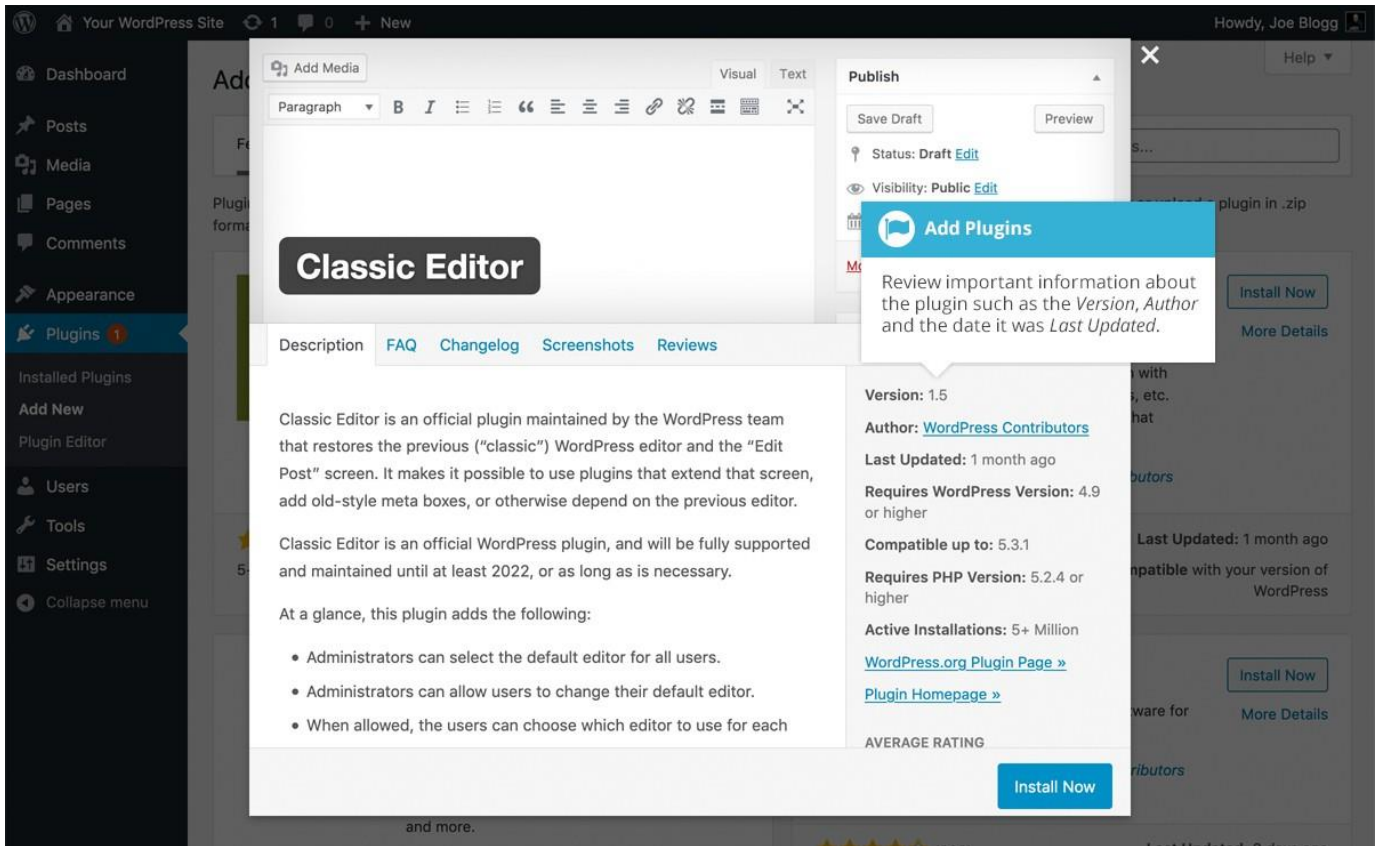 Your WordPress Site 1 0 + New
Howdy, Joe Blogg
Dashboard
Posts
Media
Pages
Comments
Appearance
Plugins 1
Installed Plugins
Add New
Plugin Editor
Users
Tools
Settings
Collapse menu
Help
plugin in .zip
Add Media
Visual Text
Paragraph
Classic Editor
Publish
Save Draft Preview
Status: Draft Edit
Visibility: Public Edit
Add Plugins
Review important information about
the plugin such as the Version, Author
and the date it was Last Updated.
Description FAQ Changelog Screenshots Reviews
Classic Editor is an official plugin maintained by the WordPress team
that restores the previous (“classic”) WordPress editor and the “Edit
Post” screen. It makes it possible to use plugins that extend that screen,
add old-style meta boxes, or otherwise depend on the previous editor.
Classic Editor is an official WordPress plugin, and will be fully supported
and maintained until at least 2022, or as long as is necessary.
At a glance, this plugin adds the following:
• Administrators can select the default editor for all users.
• Administrators can allow users to change their default editor.
• When allowed, the users can choose which editor to use for each
Version: 1.5
Author: WordPress Contributors
Last Updated: 1 month ago
Requires WordPress Version: 4.9
or higher
Compatible up to: 5.3.1
Requires PHP Version: 5.2.4 or
higher
Active Installations: 5+ Million
WordPress.org Plugin Page »
Plugin Homepage »
AVERAGE RATING
Install Now
Install Now
More Details
with
, etc.
Last Updated: 1 month ago
with your version of
WordPress
Install Now
More Details
for
and more.